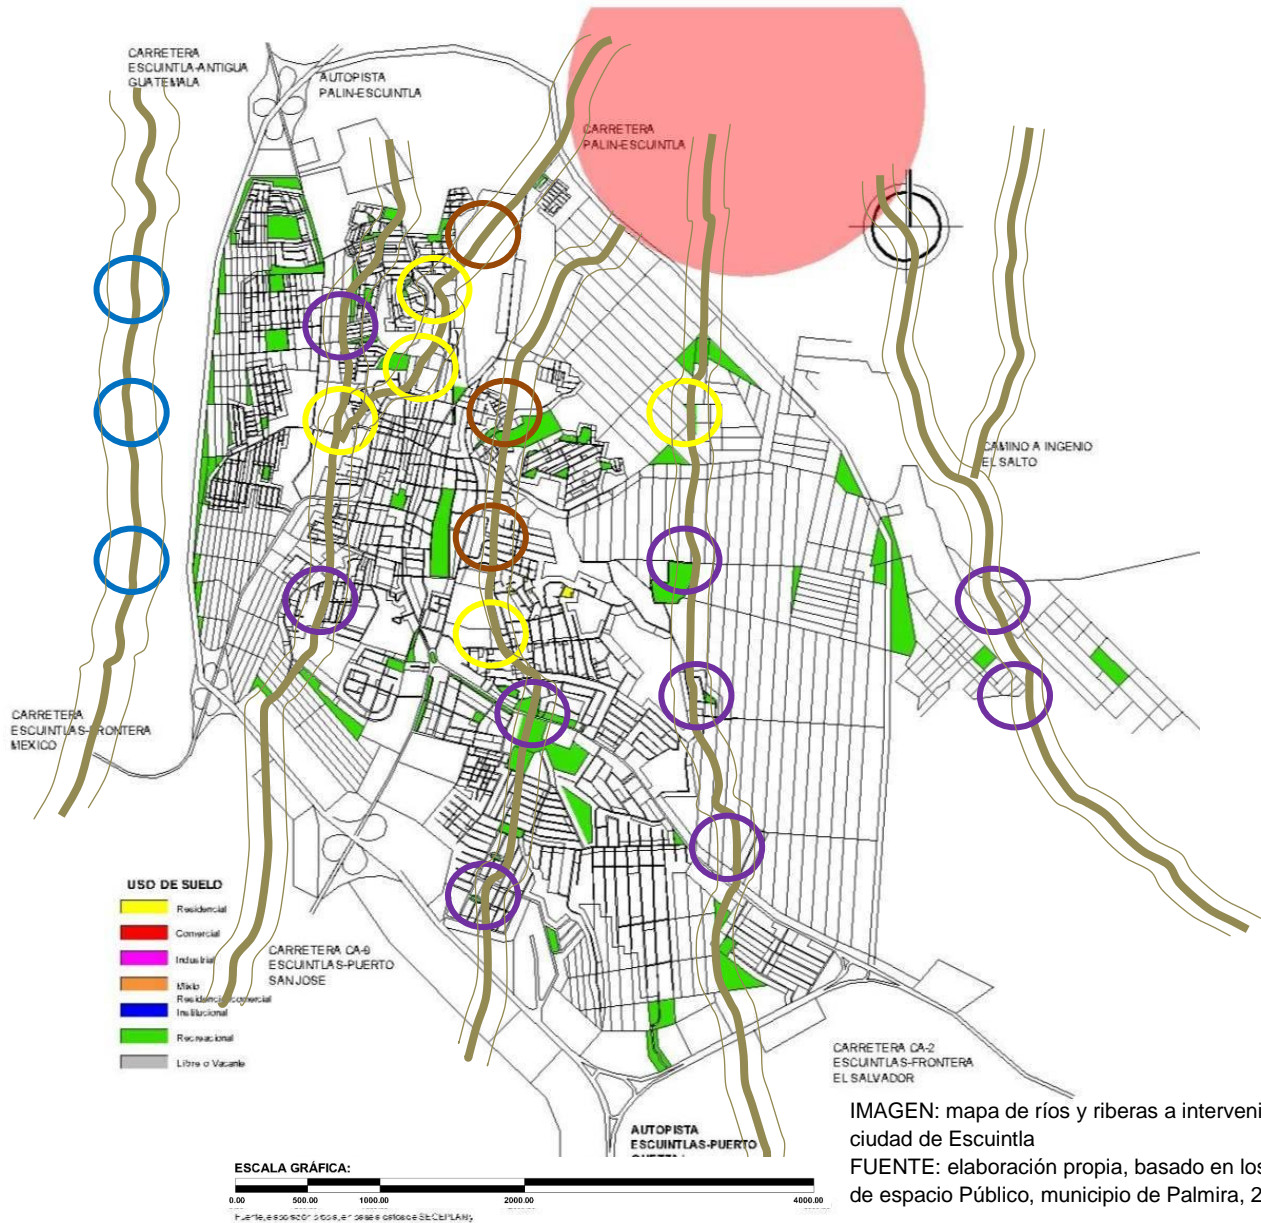 CARRETERA
ESCUINTLA-ANTIGUA
GUATEMALA
AUTOPISTA
PALIN-ESCUINTLA
CARRETERA
PALIN-ESCUINTLA
CAMINO A INGENIO
EL SALTO
CARRETERA
ESCUINTLAS-FRONTERA
MEXICO
USO DE SUELO
Residencial
Comercial
Industrial
Mixto
Residencial comercial
Institucional
Recreacional
Libre o Vacante
CARRETERA CA-9
ESCUINTLAS-PUERTO
SAN JOSE
CARRETERA CA-2
ESCUINTLAS-FRONTERA
EL SALVADOR
AUTOPISTA
ESCUINTLAS-PUERTO
IMAGEN: mapa de ríos y riberas a interveni
ciudad de Escuintla
FUENTE: elaboración propia, basado en los
de espacio Público, municipio de Palmira, 2
ESCALA GRÁFICA:
0.00 500.00 1000.00 2000.00 4000.00